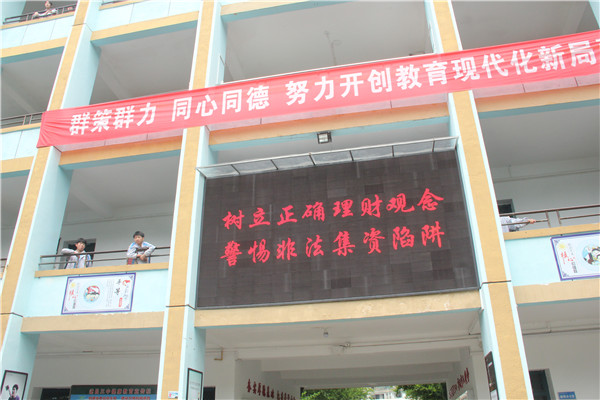 群策群力 同心同德 努力开创教育现代化新局
树立正确理财观念
警惕非法集资陷阱